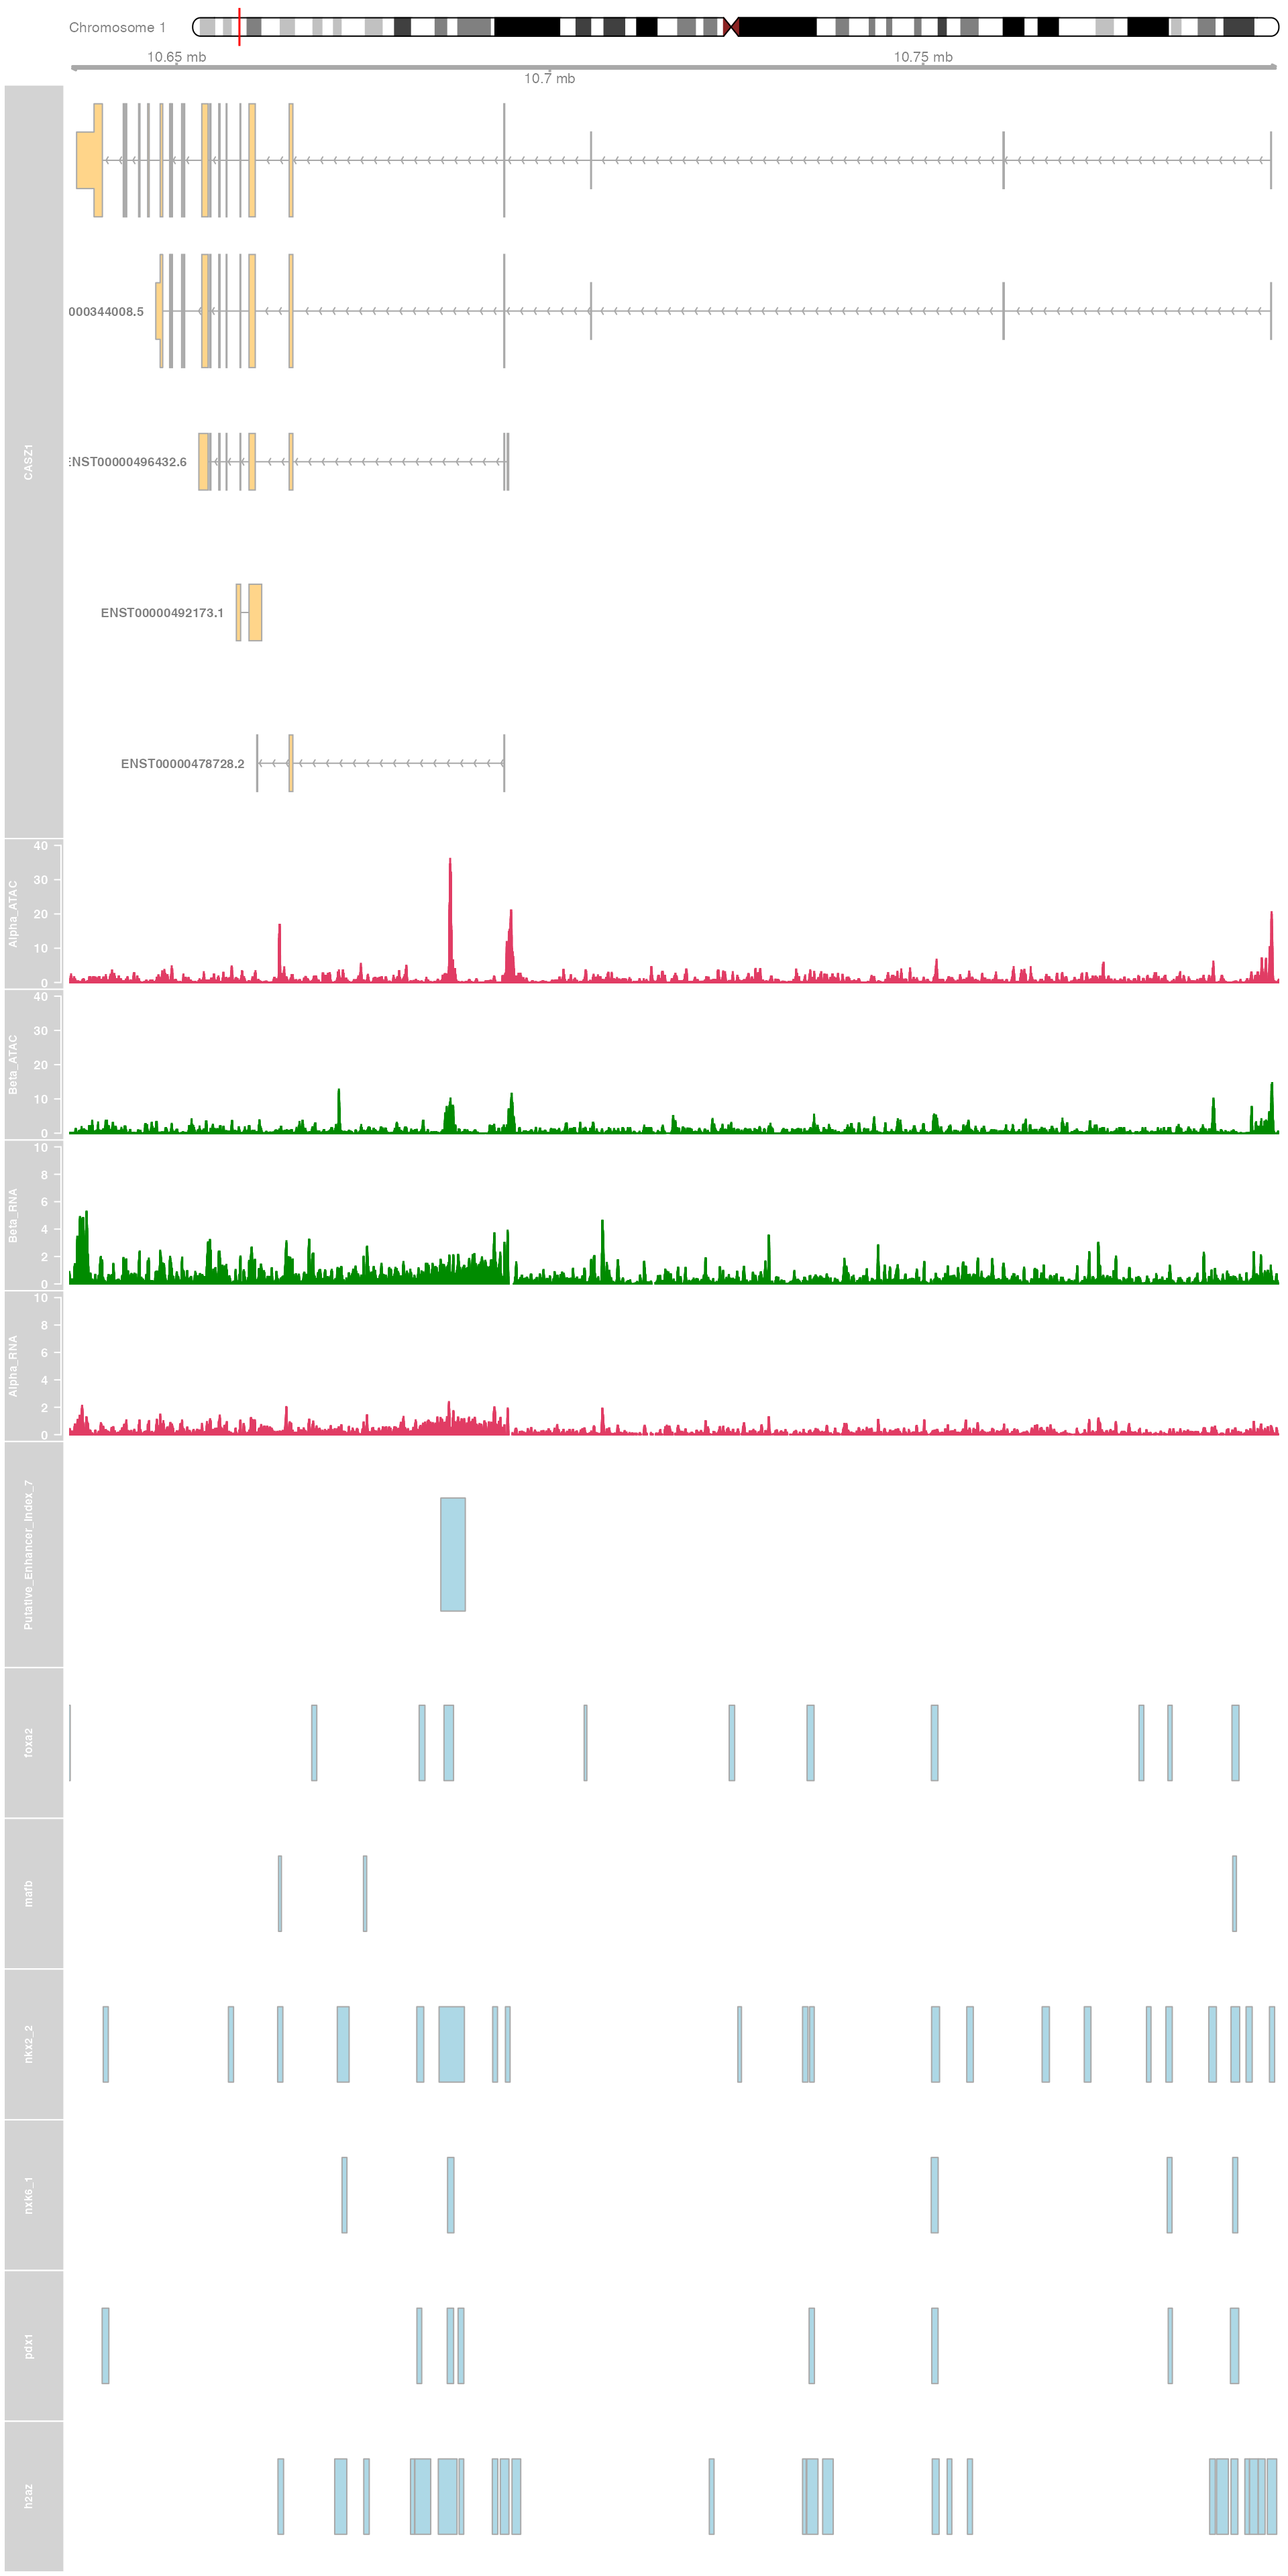 Chromosome 1
10.65 mb
10.75 mb
10.7 mb
CASZ1
000344008.5
ENST00000496432.6
ENST00000492173.1
ENST00000478728.2
Alpha_ATAC
40
30
20
10
0
Beta_ATAC
40
30
20
10
0
Beta_RNA
10
8
6
4
2
0
Alpha_RNA
10
8
6
4
2
0
Putative_Enhancer_Index_7
foxa2
mafb
nkx2_2
nxk6_1
pdx1
h2az